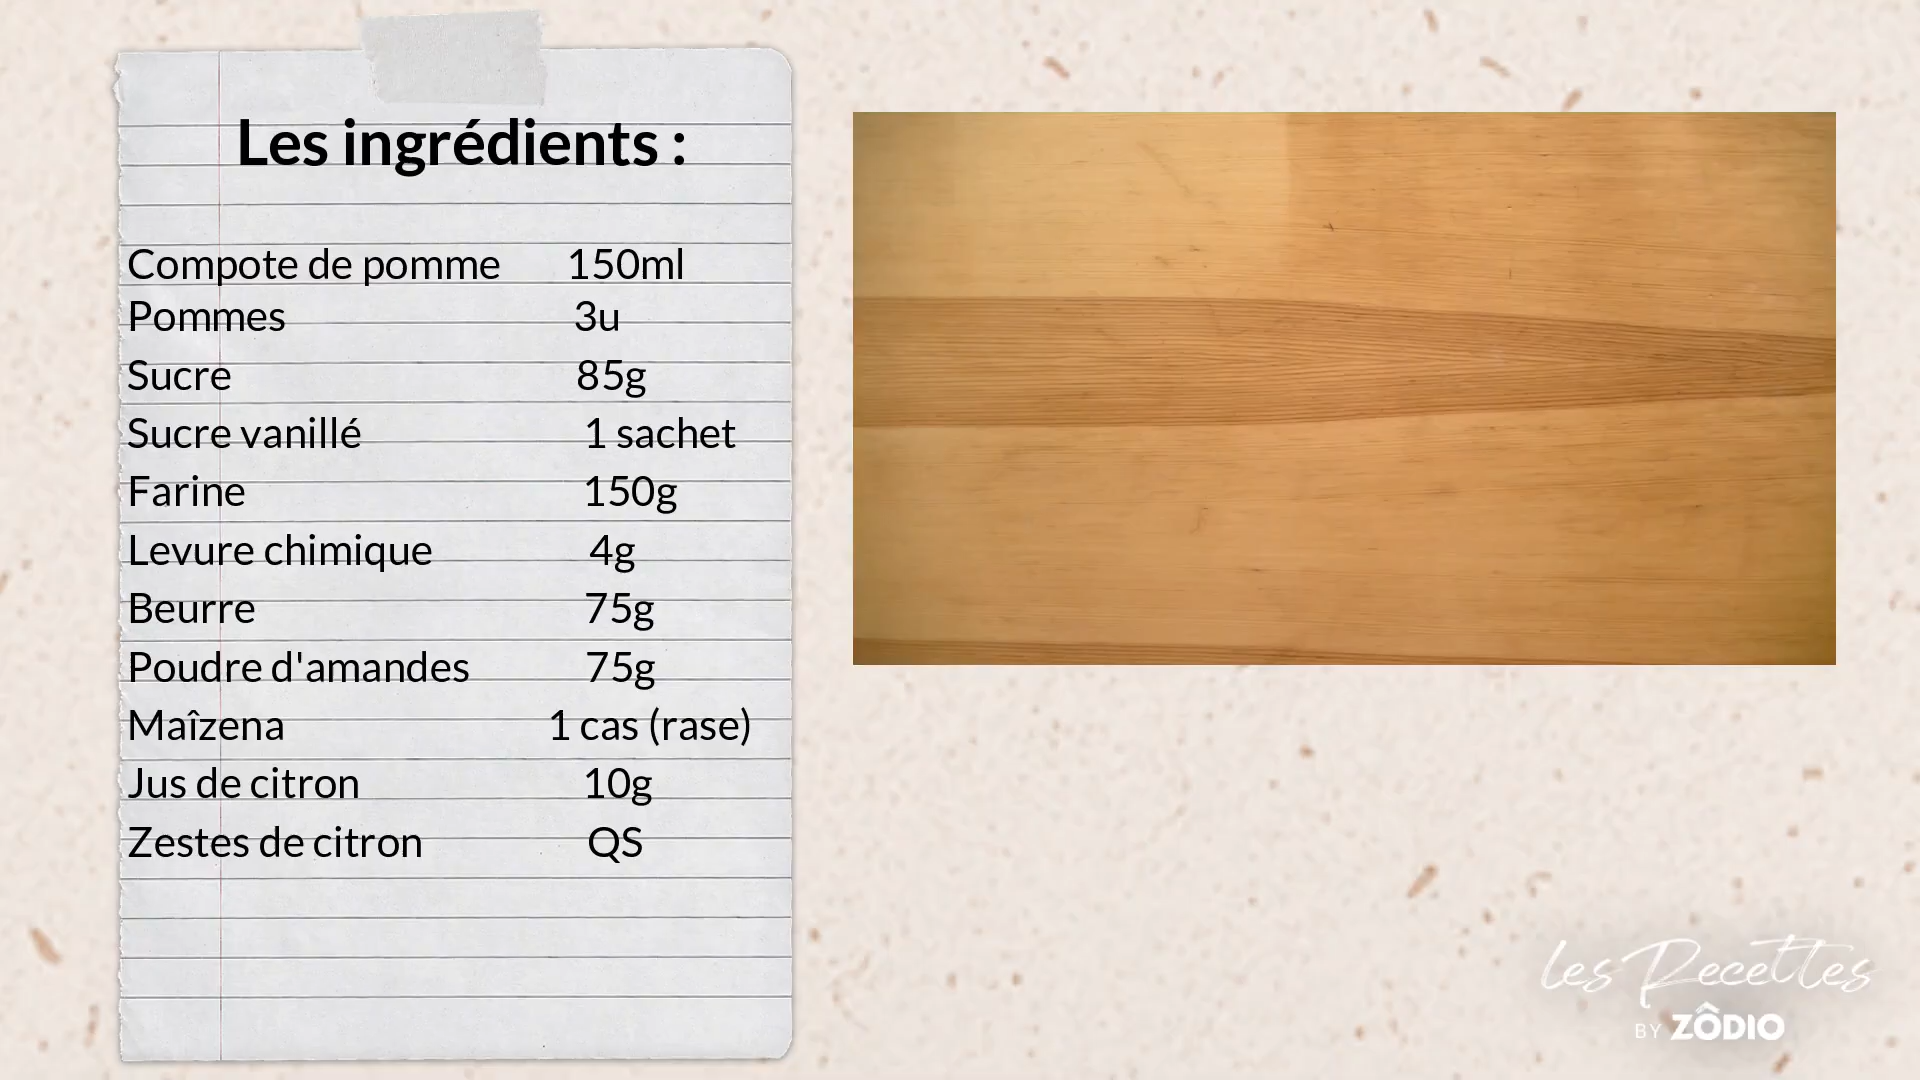 Les ingrédients :
Compote de pomme 150ml
Pommes 3u
Sucre 85g
Sucre vanillé 1 sachet
Farine 150g
Levure chimique 4g
Beurre 75g
Poudre d'amandes 75g
Maîzena 1 cas (rase)
Jus de citron 10g
Zestes de citron QS
Les Recettes
BY ZÔDIO